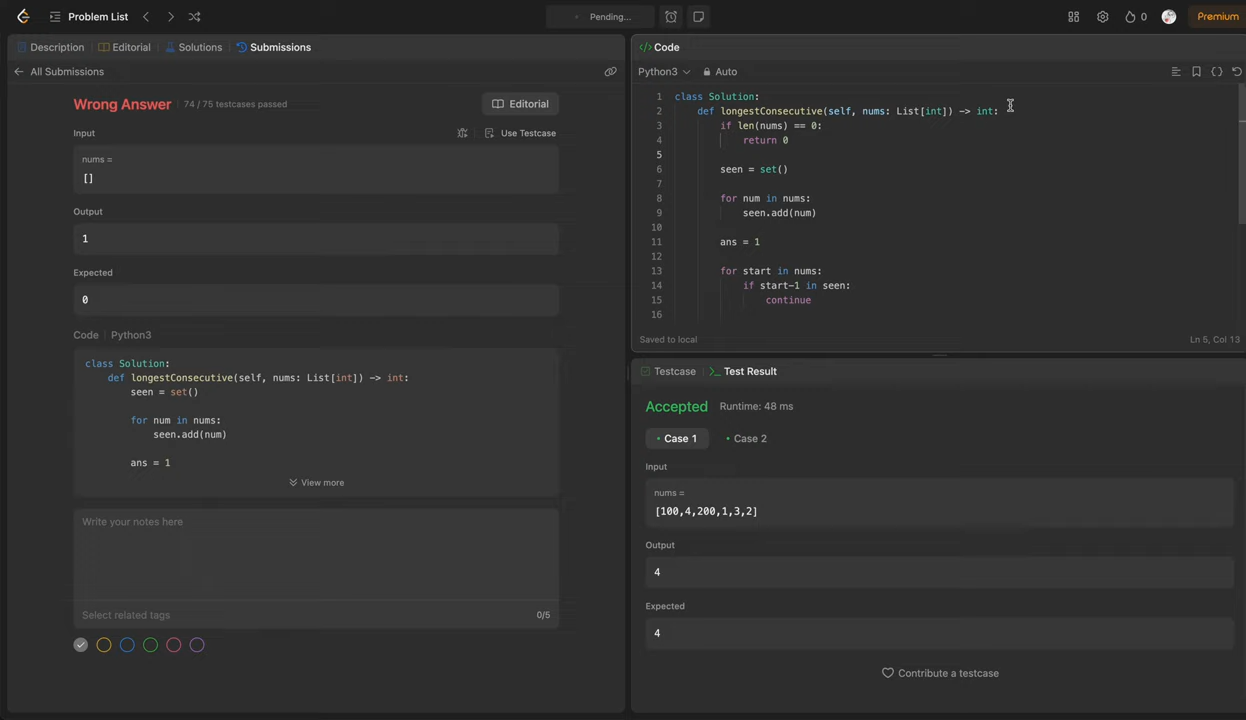 Problem List
Pending...
0
Premium
Description
Editorial
Solutions
Submissions
All Submissions
Wrong Answer
74 / 75 testcases passed
Editorial
Input
Use Testcase
nums =
[]
Output
1
Expected
0
Code
Python3
class Solution:
def longestConsecutive(self, nums: List[int]) -> int:
seen = set()
for num in nums:
seen.add(num)
ans = 1
View more
Write your notes here
Select related tags
0/5
</> Code
Python3
Auto
1 class Solution:
2 def longestConsecutive(self, nums: List[int]) -> int:
3 if len(nums) == 0:
4 return 0
5
6 seen = set()
7
8 for num in nums:
9 seen.add(num)
10
11 ans = 1
12
13 for start in nums:
14 if start-1 in seen:
15 continue
16
Saved to local
Ln 5, Col 13
Testcase
>_ Test Result
Accepted
Runtime: 48 ms
• Case 1
• Case 2
Input
nums =
[100,4,200,1,3,2]
Output
4
Expected
4
Contribute a testcase